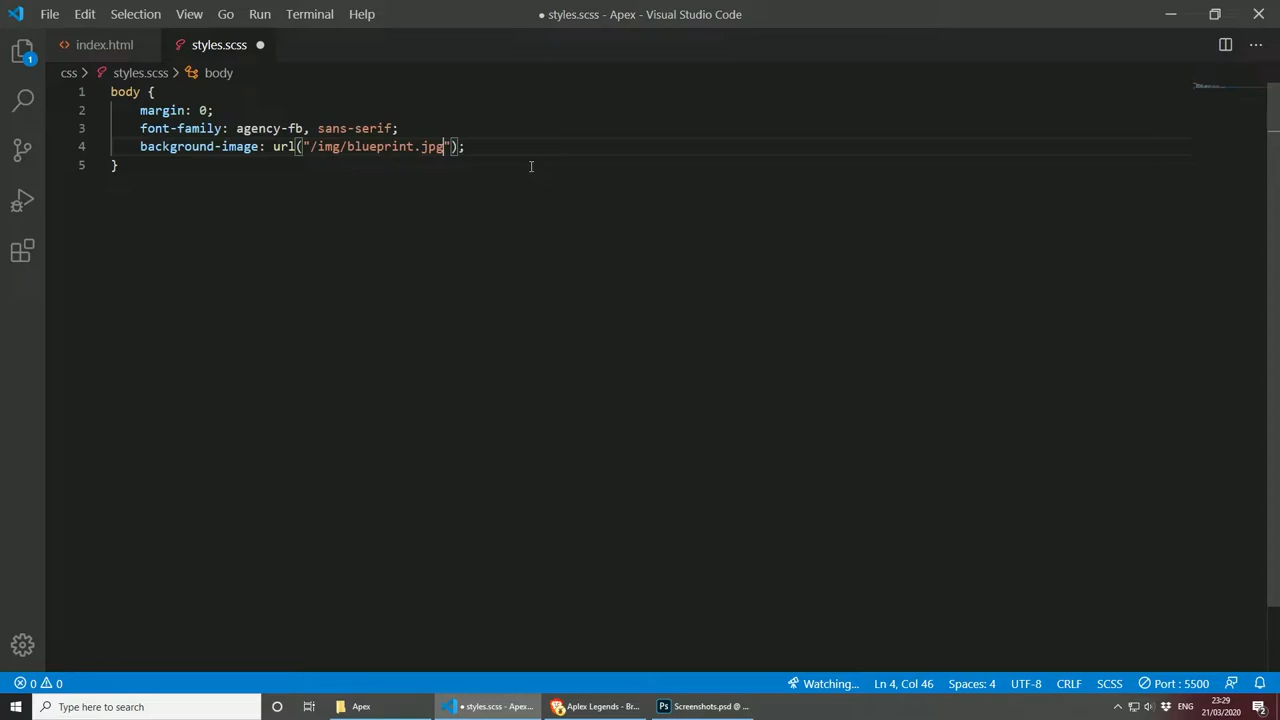 File Edit Selection View Go Run Terminal Help ● styles.scss - Apex - Visual Studio Code
1
<> index.html styles.scss ●
css > styles.scss > body
1 body {
2 margin: 0;
3 font-family: agency-fb, sans-serif;
4 background-image: url("/img/blueprint.jpg");
5 }
0 0 Watching... Ln 4, Col 46 Spaces: 4 UTF-8 CRLF SCSS Port : 5500
Type here to search Apex ● styles.scss - Apex... Aplex Legends - Br... Ps Screenshots.psd @ ... ENG 23:29
21/03/2020 2